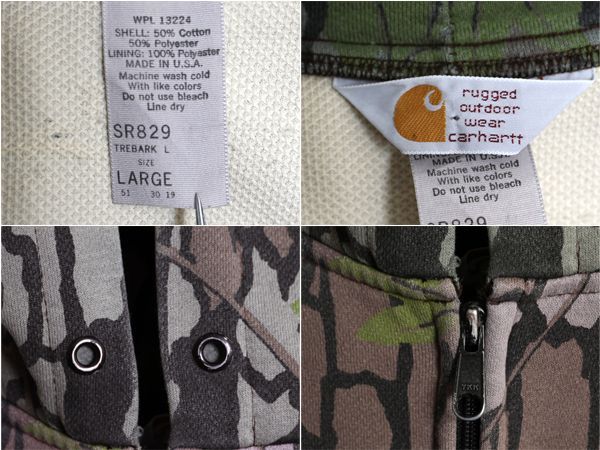 WPL 13224
SHELL: 50% Cotton
50% Polyester
LINING: 100% Polyester
MADE IN U.S.A.
Machine wash cold
With like colors
Do not use bleach
Line dry
SR829
TREBARK L
SIZE
LARGE
51 30 19
rugged
outdoor
wear
carhartt
MADE IN U.S.A.
Machine wash cold
With like colors
Do not use bleach
Line dry
SR829
YKK